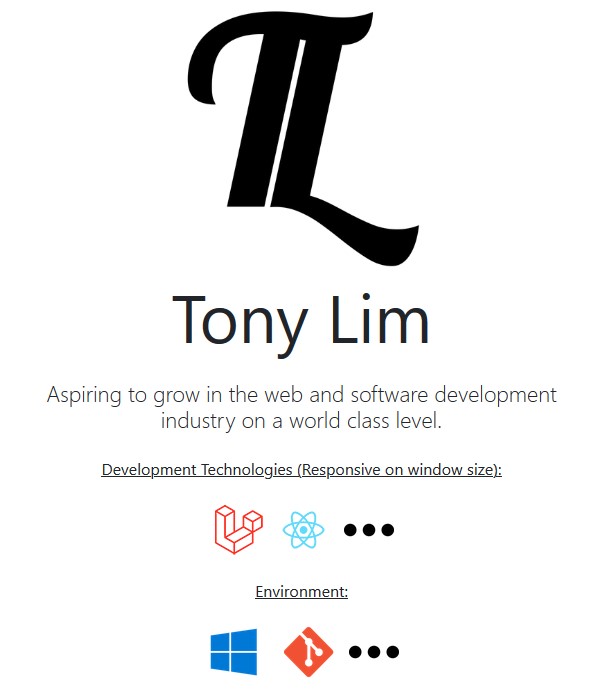 TL
Tony Lim
Aspiring to grow in the web and software development
industry on a world class level.
Development Technologies (Responsive on window size):
Environment: